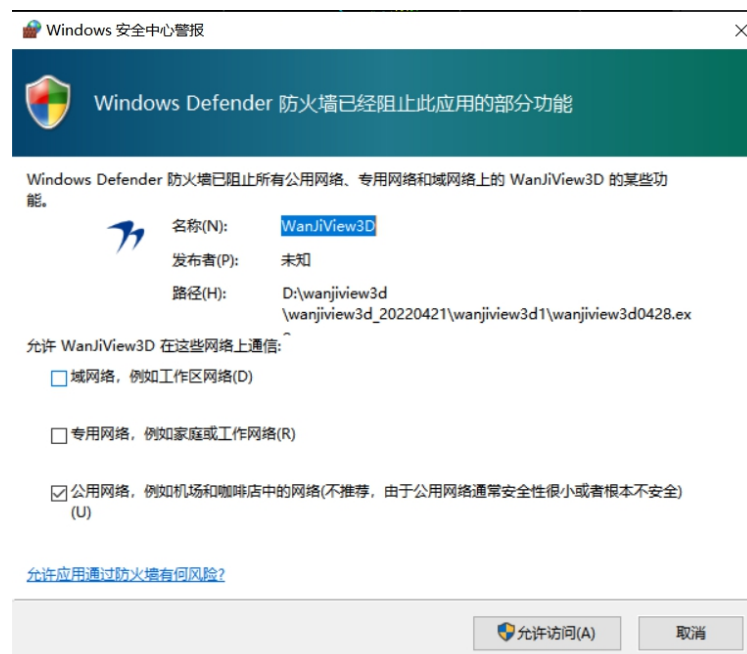 Windows 安全中心警报
Windows Defender 防火墙已经阻止此应用的部分功能
Windows Defender 防火墙已阻止所有公用网络、专用网络和域网络上的 WanJiView3D 的某些功
能。
名称(N): WanJiView3D
发布者(P): 未知
路径(H): D:\wanjiview3d
\wanjiview3d_20220421\wanjiview3d1\wanjiview3d0428.ex
允许 WanJiView3D 在这些网络上通信:
域网络，例如工作区网络(D)
专用网络，例如家庭或工作网络(R)
公用网络，例如机场和咖啡店中的网络(不推荐，由于公用网络通常安全性很小或者根本不安全)
(U)
允许应用通过防火墙有何风险?
允许访问(A) 取消